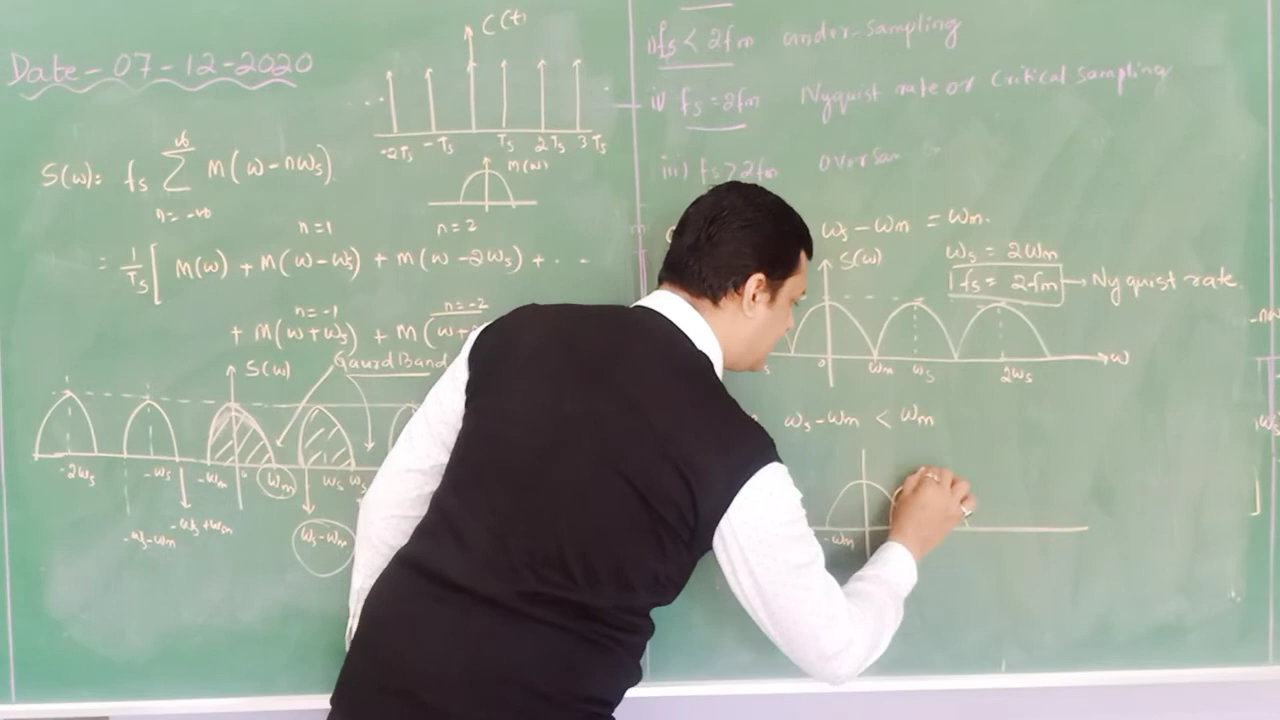 Date-07-12-2020
C(t)
-2Ts -Ts Ts 2Ts 3Ts
M(ω)
S(ω) = fs ∑ M(ω-nωs)
∞
n=-∞
n=1 n=2
= 1/Ts [ M(ω) + M(ω-ωs) + M(ω-2ωs) + ...
n=-1 n=-2
+ M(ω+ωs) + M(ω+
Gaurd Band
S(ω)
-2ωs -ωs -ωm 0 ωm ωs
-ωs-ωm -ωs+ωm ωs-ωm
i) fs < 2fm under-sampling
ii) fs = 2fm Nyquist rate or Critical sampling
iii) fs > 2fm oversa
ωs-ωm = ωm.
ωs = 2ωm
fs = 2fm → Nyquist rate.
S(ω)
0 ωm ωs 2ωs ω
ωs-ωm < ωm
-ωm